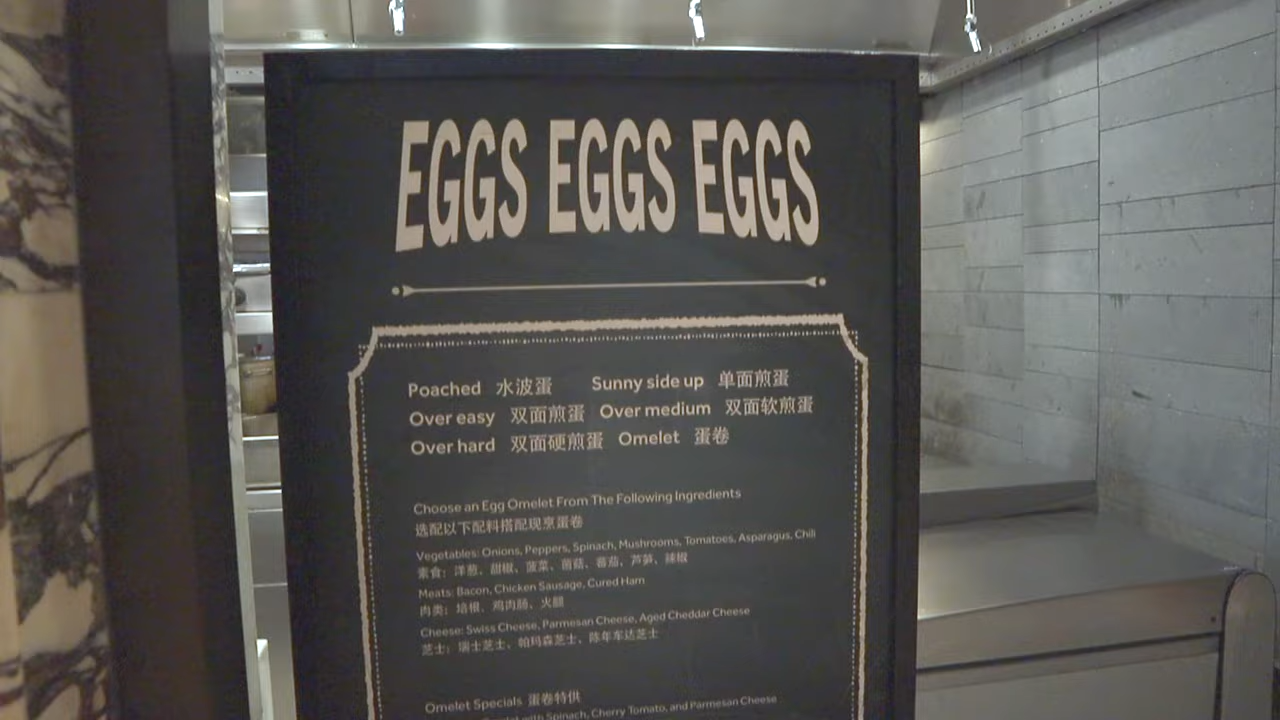 EGGS EGGS EGGS
Poached 水波蛋 Sunny side up 单面煎蛋
Over easy 双面煎蛋 Over medium 双面软煎蛋
Over hard 双面硬煎蛋 Omelet 蛋卷
Choose an Egg Omelet From The Following Ingredients
选配以下配料搭配现烹蛋卷
Vegetables: Onions, Peppers, Spinach, Mushrooms, Tomatoes, Asparagus, Chili
素食：洋葱、甜椒、菠菜、蘑菇、蕃茄、芦笋、辣椒
Meats: Bacon, Chicken Sausage, Cured Ham
肉类：培根、鸡肉肠、火腿
Cheese: Swiss Cheese, Parmesan Cheese, Aged Cheddar Cheese
芝士：瑞士芝士、帕玛森芝士、陈年车达芝士
Omelet Specials 蛋卷特供
with Spinach, Cherry Tomato, and Parmesan Cheese